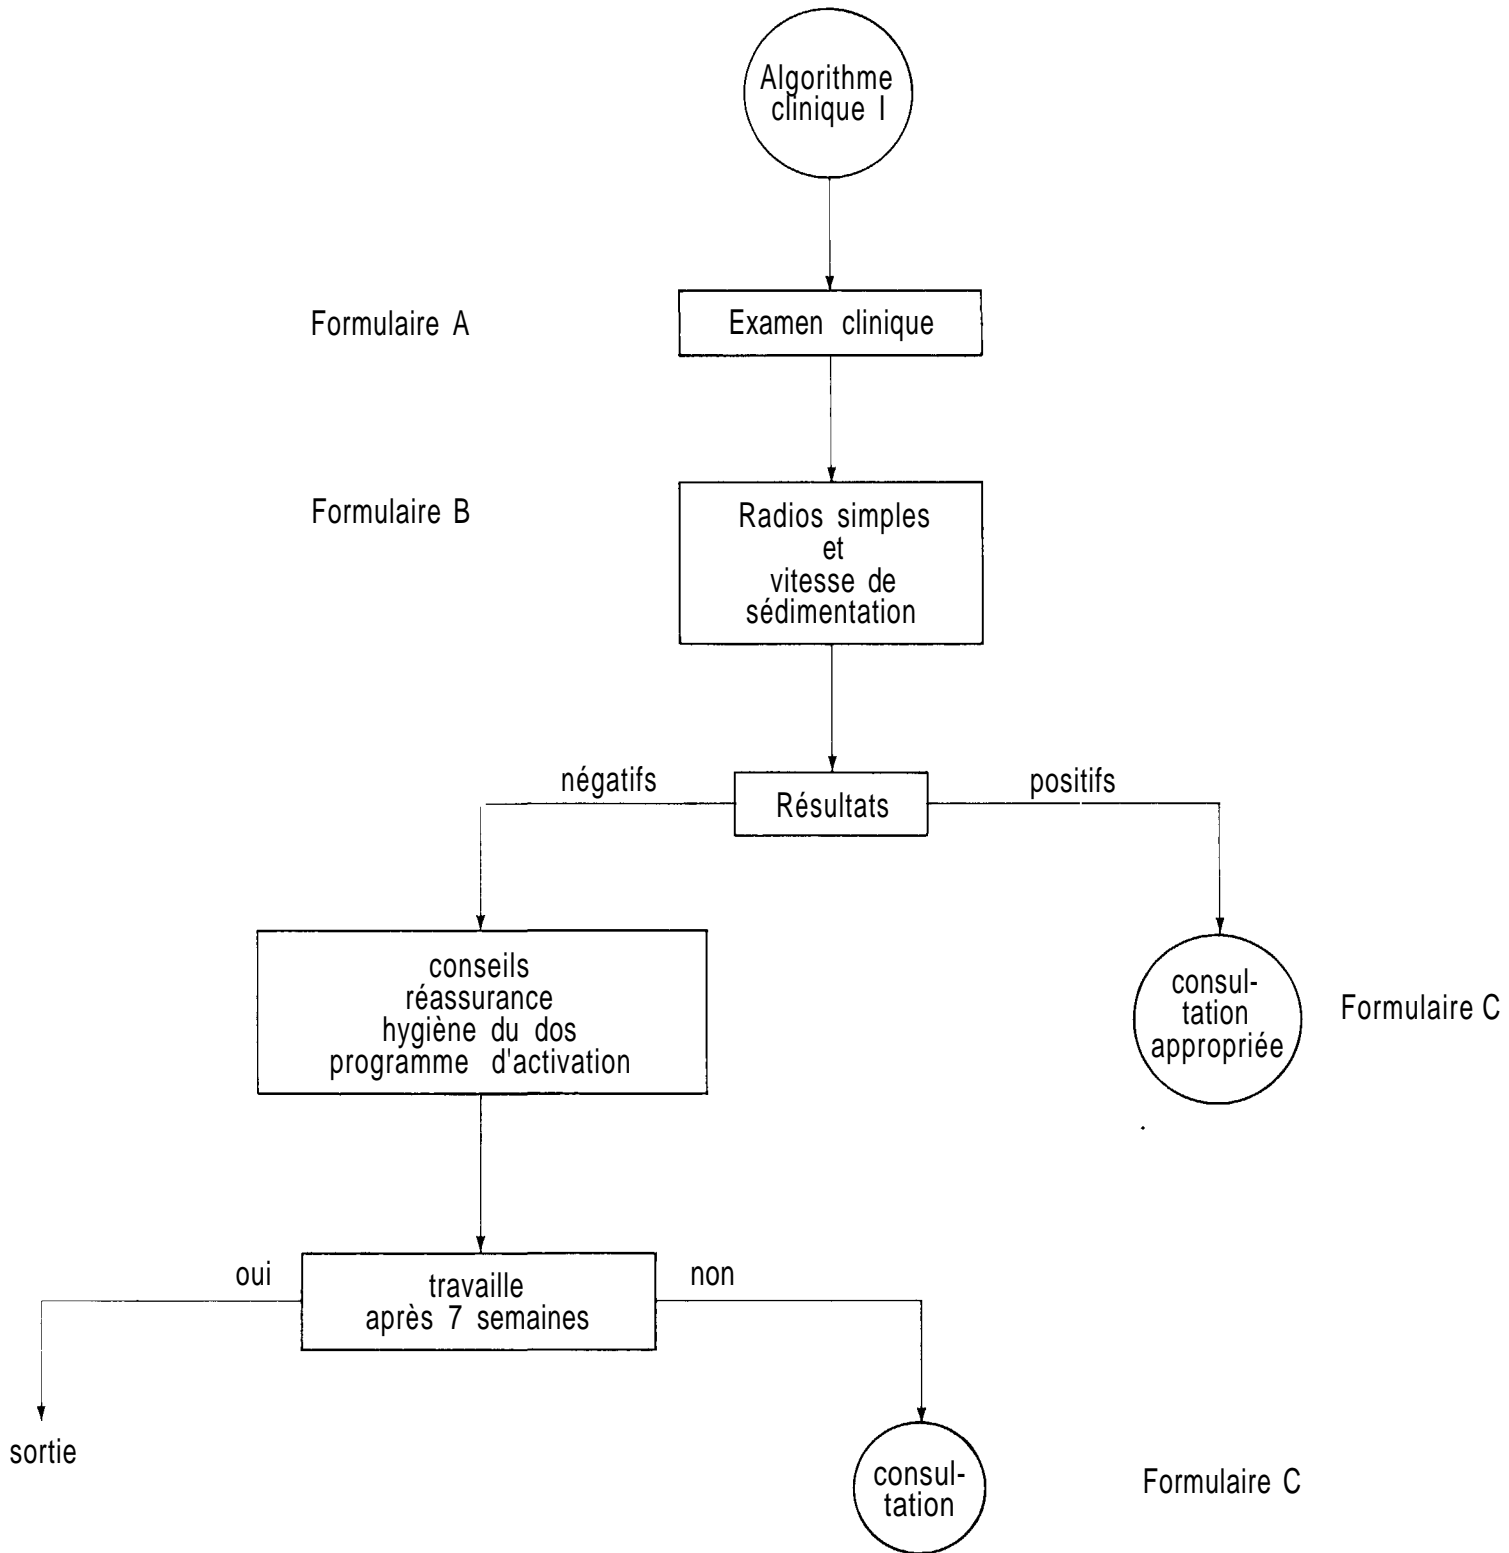 Algorithme
clinique I
Formulaire A
Examen clinique
Formulaire B
Radios simples
et
vitesse de
sédimentation
négatifs
positifs
Résultats
conseils
réassurance
hygiène du dos
programme d'activation
consul-
tation
appropriée
Formulaire C
oui
non
travaille
après 7 semaines
sortie
consul-
tation
Formulaire C